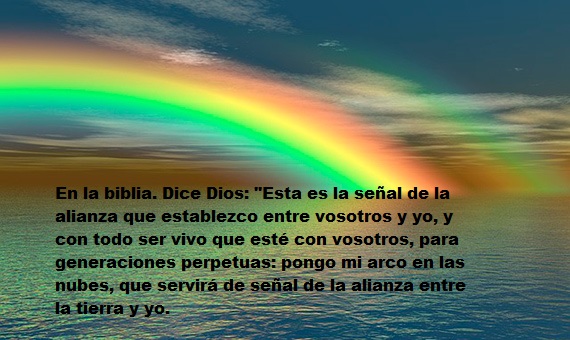 En la biblia. Dice Dios: "Esta es la señal de la
alianza que establezco entre vosotros y yo, y
con todo ser vivo que esté con vosotros, para
generaciones perpetuas: pongo mi arco en las
nubes, que servirá de señal de la alianza entre
la tierra y yo.